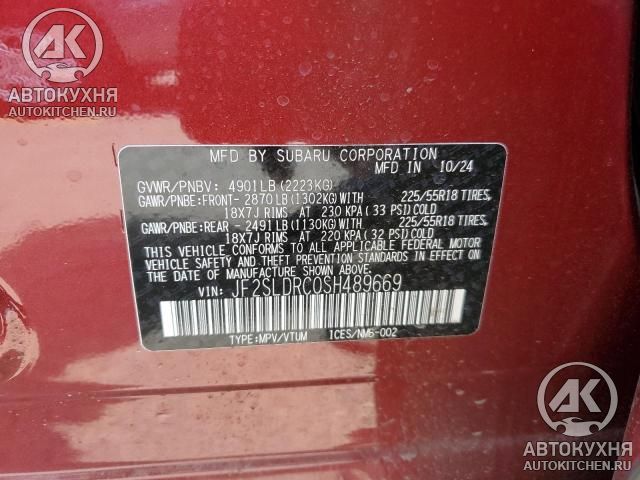 АК
АВТОКУХНЯ
AUTOKITCHEN.RU
MFD BY SUBARU CORPORATION
MFD IN 10/24
GVWR/PNBV: 4901LB(2223KG)
GAWR/PNBE:FRONT- 2870LB(1302KG)WITH 225/55R18 TIRES,
18X7J RIMS AT 230 KPA(33 PSI)COLD
GAWR/PNBE:REAR - 2491LB(1130KG)WITH 225/55R18 TIRES,
18X7J RIMS AT 220 KPA(32 PSI)COLD
THIS VEHICLE CONFORMS TO ALL APPLICABLE FEDERAL MOTOR
VEHICLE SAFETY AND THEFT PREVENTION STANDARDS IN EFFECT
ON THE DATE OF MANUFACTURE SHOWN ABOVE.
VIN: JF2SLDRC0SH489669
TYPE:MPV/VTUM ICES/NMB-002
АК
АВТОКУХНЯ
AUTOKITCHEN.RU